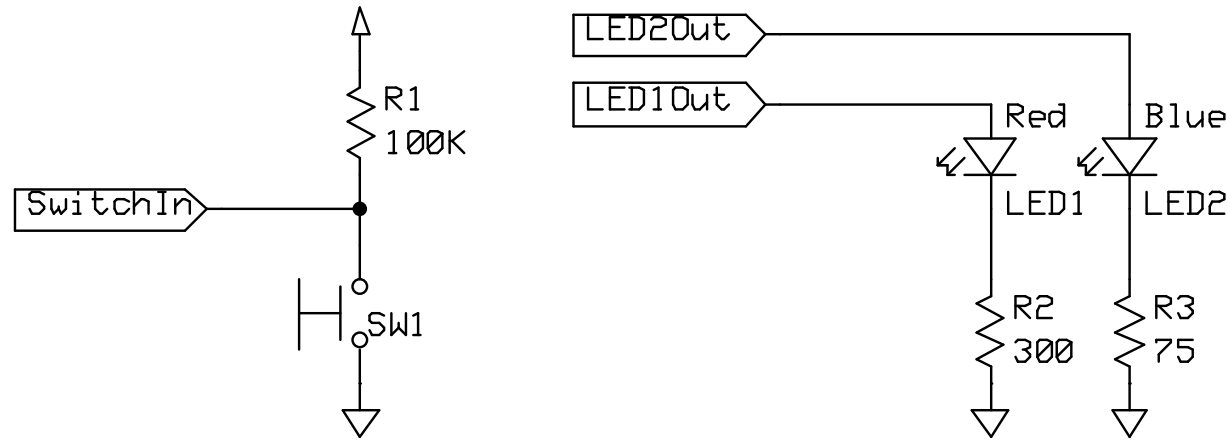 LED2Out
LED1Out
R1
100K
Red
Blue
SwitchIn
LED1
LED2
SW1
R2
300
R3
75